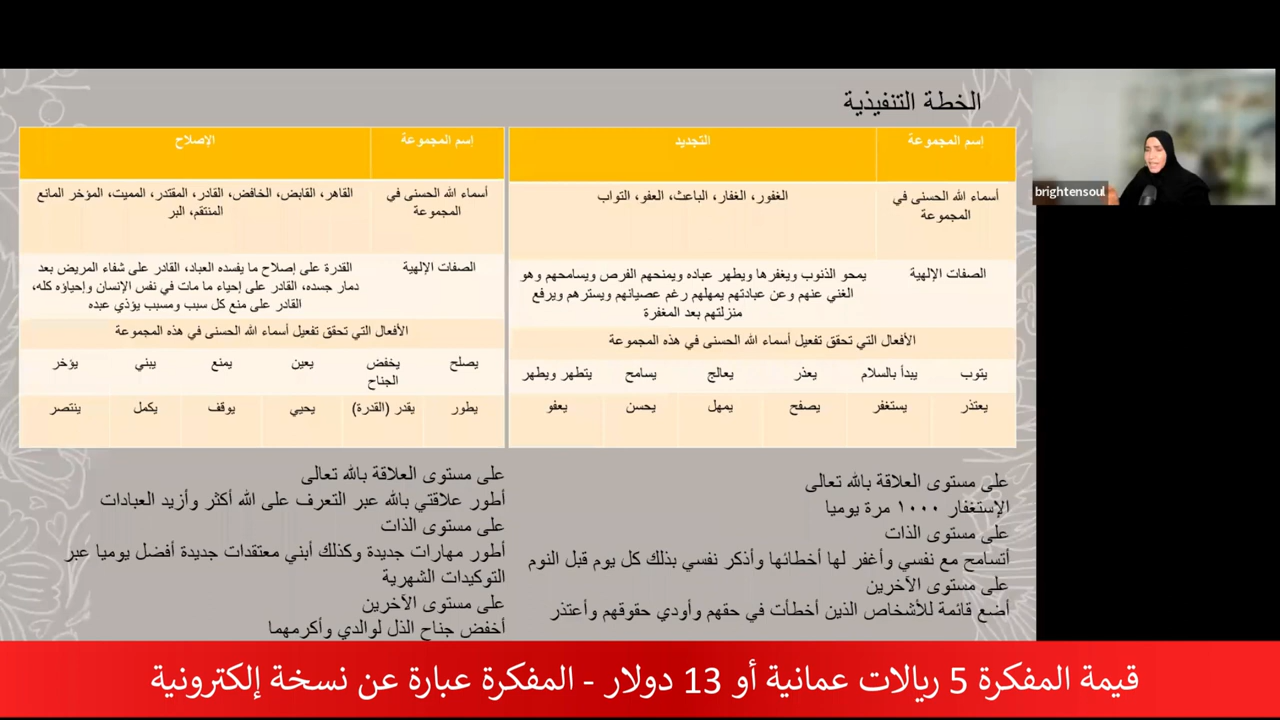 الخطة التنفيذية
brightensoul
إسم المجموعة
التجديد
أسماء الله الحسنى في
المجموعة
الغفور، الغفار، الباعث، العفو، التواب
الصفات الإلهية
يمحو الذنوب ويغفرها ويطهر عباده ويمنحهم الفرص ويسامحهم وهو
الغني عنهم وعن عبادتهم يمهلهم رغم عصيانهم ويسترهم ويرفع
منزلتهم بعد المغفرة
الأفعال التي تحقق تفعيل أسماء الله الحسنى في هذه المجموعة
يتوب يبدأ بالسلام يعذر يعالج يسامح يتطهر ويطهر
يعتذر يستغفر يصفح يمهل يحسن يعفو
على مستوى العلاقة بالله تعالى
الإستغفار ١٠٠٠ مرة يوميا
على مستوى الذات
أتسامح مع نفسي وأغفر لها أخطائها وأذكر نفسي بذلك كل يوم قبل النوم
على مستوى الآخرين
أضع قائمة للأشخاص الذين أخطأت في حقهم وأودي حقوقهم وأعتذر
إسم المجموعة
الإصلاح
أسماء الله الحسنى في
المجموعة
القاهر، القابض، الخافض، القادر، المقتدر، المميت، المؤخر المانع
المنتقم، البر
الصفات الإلهية
القدرة على إصلاح ما يفسده العباد، القادر على شفاء المريض بعد
دمار جسده، القادر على إحياء ما مات في نفس الإنسان وإحياؤه كله،
القادر على منع كل سبب ومسبب يؤذي عبده
الأفعال التي تحقق تفعيل أسماء الله الحسنى في هذه المجموعة
يصلح يخفض الجناح يعين يمنع يبني يؤخر
يطور يقدر (القدرة) يحيي يوقف يكمل ينتصر
على مستوى العلاقة بالله تعالى
أطور علاقتي بالله عبر التعرف على الله أكثر وأزيد العبادات
على مستوى الذات
أطور مهارات جديدة وكذلك أبني معتقدات جديدة أفضل يوميا عبر
التوكيدات الشهرية
على مستوى الآخرين
أخفض جناح الذل لوالدي وأكرمهما
قيمة المفكرة 5 ريالات عمانية أو 13 دولار - المفكرة عبارة عن نسخة إلكترونية